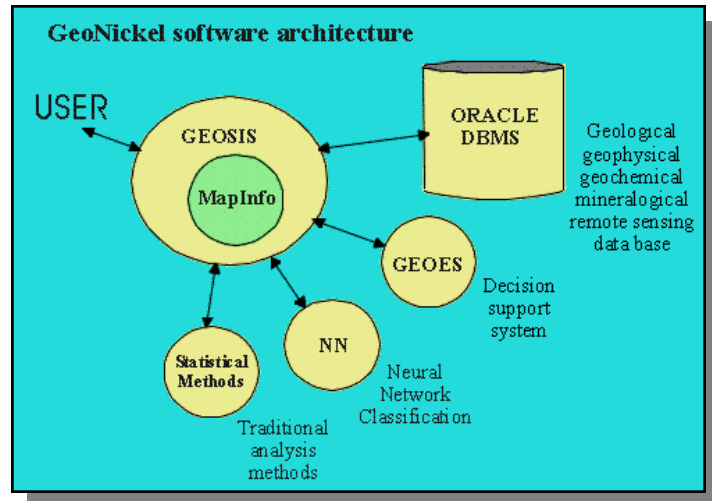 GeoNickel software architecture
USER
GEOSIS
MapInfo
ORACLE
DBMS
Geological
geophysical
geochemical
mineralogical
remote sensing
data base
GEOES
Decision
support
system
NN
Neural
Network
Classification
Statistical
Methods
Traditional
analysis
methods